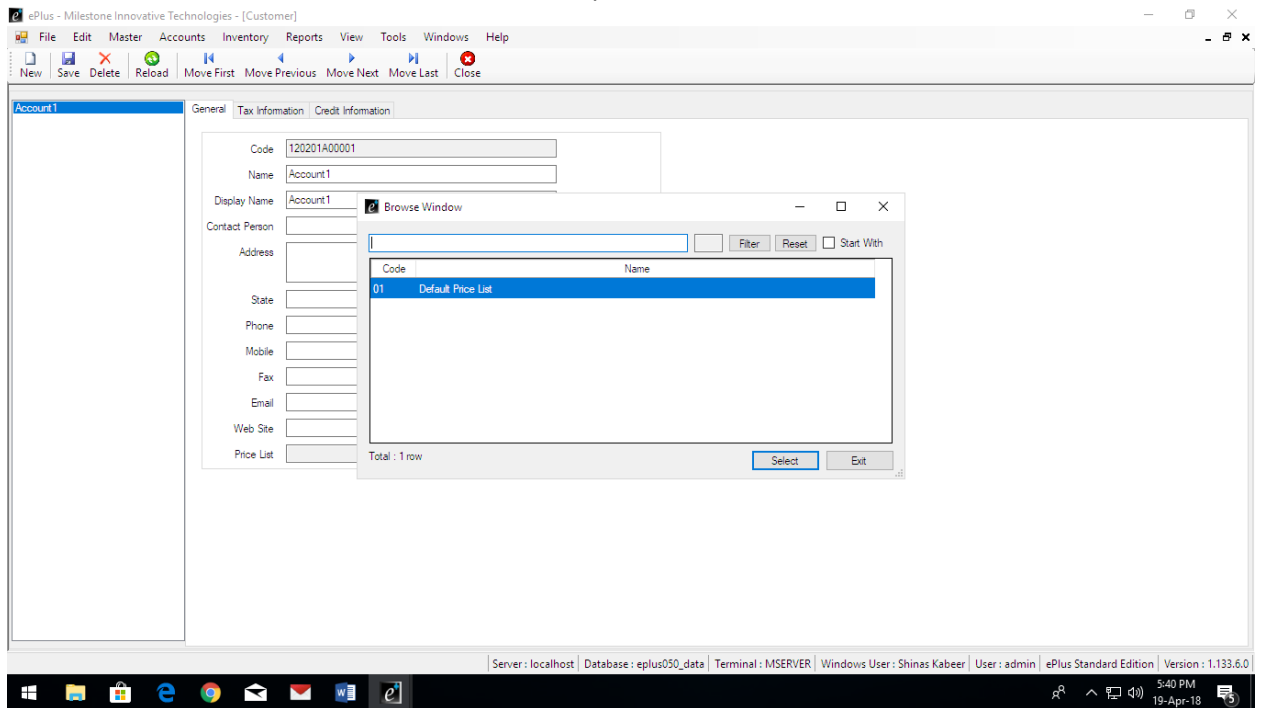 ePlus - Milestone Innovative Technologies - [Customer]
File Edit Master Accounts Inventory Reports View Tools Windows Help
New Save Delete Reload Move First Move Previous Move Next Move Last Close
Account1
General Tax Information Credit Information
Code 120201A00001
Name Account1
Display Name Account1
Contact Person
Address
State
Phone
Mobile
Fax
Email
Web Site
Price List
Browse Window
Filter Reset Start With
Code Name
01 Default Price List
Total : 1 row
Select Exit
Server : localhost Database : eplus050_data Terminal : MSERVER Windows User : Shinas Kabeer User : admin ePlus Standard Edition Version : 1.133.6.0
5:40 PM
19-Apr-18
5